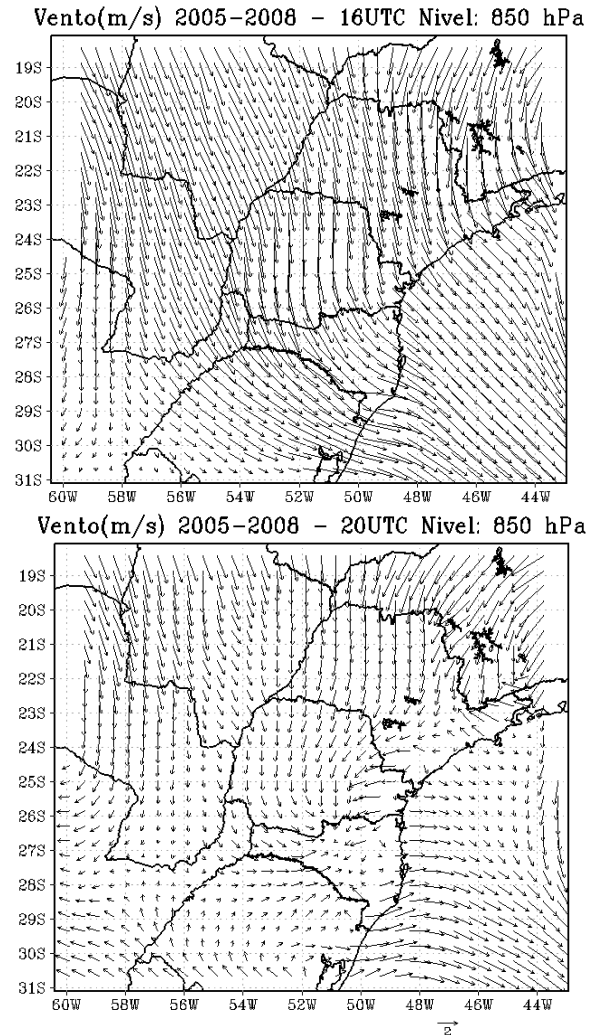 Vento(m/s) 2005-2008 - 16UTC Nivel: 850 hPa
19S
20S
21S
22S
23S
24S
25S
26S
27S
28S
29S
30S
31S
60W 58W 56W 54W 52W 50W 48W 46W 44W
Vento(m/s) 2005-2008 - 20UTC Nivel: 850 hPa
19S
20S
21S
22S
23S
24S
25S
26S
27S
28S
29S
30S
31S
60W 58W 56W 54W 52W 50W 48W 46W 44W
2